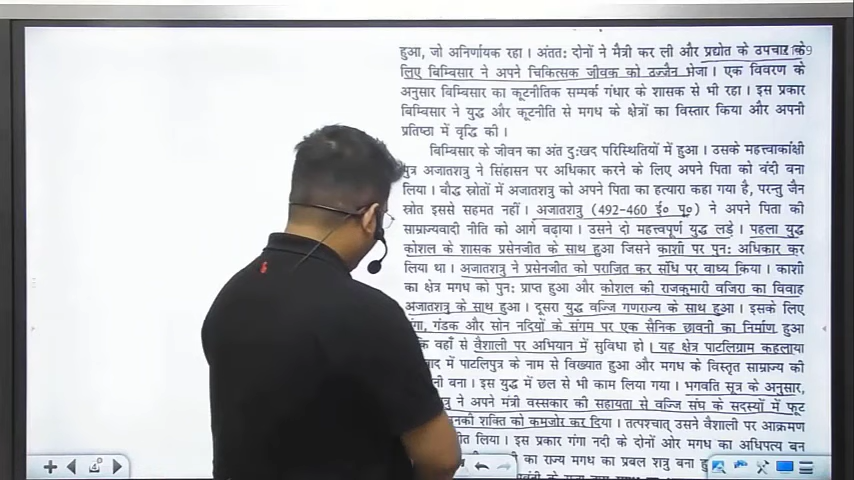 हुआ, जो अनिर्णायक रहा। अंततः दोनों ने मैत्री कर ली और प्रद्योत के उपचार के
लिए बिम्बिसार ने अपने चिकित्सक जीवक को उज्जैन भेजा। एक विवरण के
अनुसार बिम्बिसार का कूटनीतिक सम्पर्क गंधार के शासक से भी रहा। इस प्रकार
बिम्बिसार ने युद्ध और कूटनीति से मगध के क्षेत्रों का विस्तार किया और अपनी
प्रतिष्ठा में वृद्धि की।
बिम्बिसार के जीवन का अंत दुःखद परिस्थितियों में हुआ। उसके महत्त्वाकांक्षी
पुत्र अजातशत्रु ने सिंहासन पर अधिकार करने के लिए अपने पिता को बंदी बना
लिया। बौद्ध स्रोतों में अजातशत्रु को अपने पिता का हत्यारा कहा गया है, परन्तु जैन
स्रोत इससे सहमत नहीं। अजातशत्रु (492-460 ई० पू०) ने अपने पिता की
साम्राज्यवादी नीति को आगे बढ़ाया। उसने दो महत्त्वपूर्ण युद्ध लड़े। पहला युद्ध
कोशल के शासक प्रसेनजीत के साथ हुआ जिसने काशी पर पुनः अधिकार कर
लिया था। अजातशत्रु ने प्रसेनजीत को पराजित कर संधि पर बाध्य किया। काशी
का क्षेत्र मगध को पुनः प्राप्त हुआ और कोशल की राजकुमारी वजिरा का विवाह
अजातशत्रु के साथ हुआ। दूसरा युद्ध वज्जि गणराज्य के साथ हुआ। इसके लिए
गंडक और सोन नदियों के संगम पर एक सैनिक छावनी का निर्माण हुआ
वहाँ से वैशाली पर अभियान में सुविधा हो। यह क्षेत्र पाटलिग्राम कहलाया
में पाटलिपुत्र के नाम से विख्यात हुआ और मगध के विस्तृत साम्राज्य की
बना। इस युद्ध में छल से भी काम लिया गया। भगवति सूत्र के अनुसार,
ने अपने मंत्री वस्सकार की सहायता से वज्जि संघ के सदस्यों में फूट
शक्ति को कमजोर कर दिया। तत्पश्चात् उसने वैशाली पर आक्रमण
लिया। इस प्रकार गंगा नदी के दोनों ओर मगध का अधिपत्य बन
का राज्य मगध का प्रबल शत्रु बना